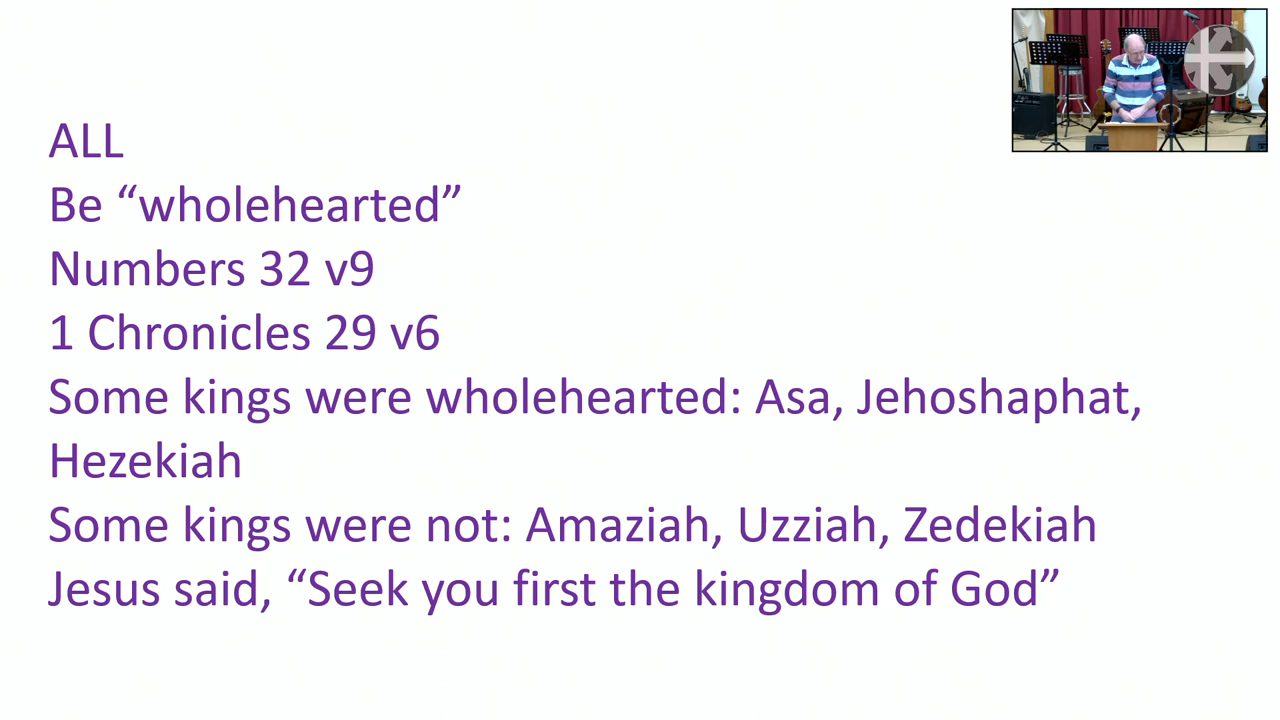 ALL
Be “wholehearted”
Numbers 32 v9
1 Chronicles 29 v6
Some kings were wholehearted: Asa, Jehoshaphat,
Hezekiah
Some kings were not: Amaziah, Uzziah, Zedekiah
Jesus said, “Seek you first the kingdom of God”